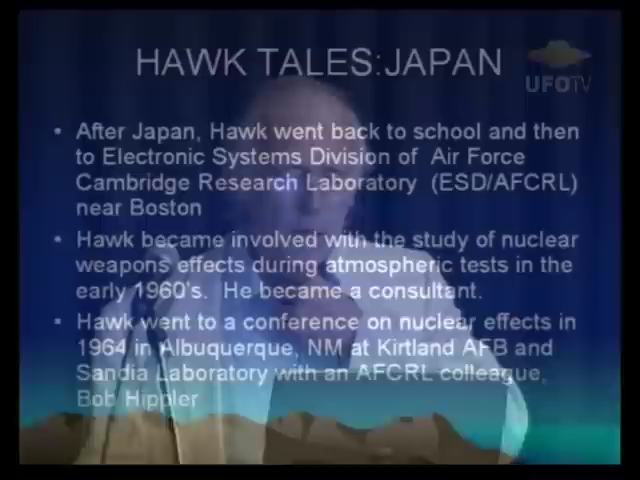 HAWK TALES:JAPAN
UFOTV
• After Japan, Hawk went back to school and then
to Electronic Systems Division of Air Force
Cambridge Research Laboratory (ESD/AFCRL)
near Boston
• Hawk became involved with the study of nuclear
weapons effects during atmospheric tests in the
early 1960's. He became a consultant.
• Hawk went to a conference on nuclear effects in
1964 in Albuquerque, NM at Kirtland AFB and
Sandia Laboratory with an AFCRL colleague,
Bob Hippler